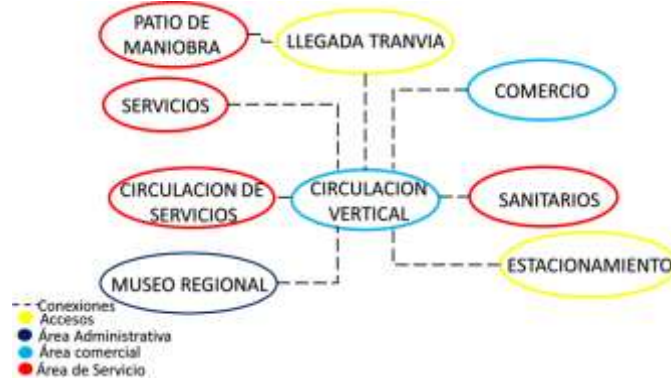 PATIO DE
MANIOBRA
LLEGADA TRANVIA
SERVICIOS
COMERCIO
CIRCULACION DE
SERVICIOS
CIRCULACION
VERTICAL
SANITARIOS
MUSEO REGIONAL
ESTACIONAMIENTO
Conexiones
Accesos
Área Administrativa
Área comercial
Área de Servicio